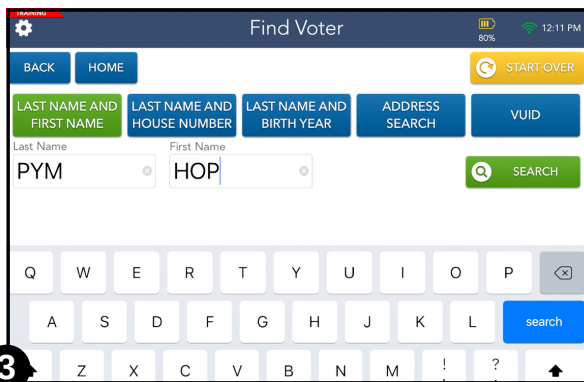 TRAINING
Find Voter
80%
12:11 PM
BACK HOME
START OVER
LAST NAME AND FIRST NAME
LAST NAME AND HOUSE NUMBER
LAST NAME AND BIRTH YEAR
ADDRESS SEARCH
VUID
Last Name First Name
PYM HOP
SEARCH
Q W E R T Y U I O P
A S D F G H J K L search
3 Z X C V B N M ! ?